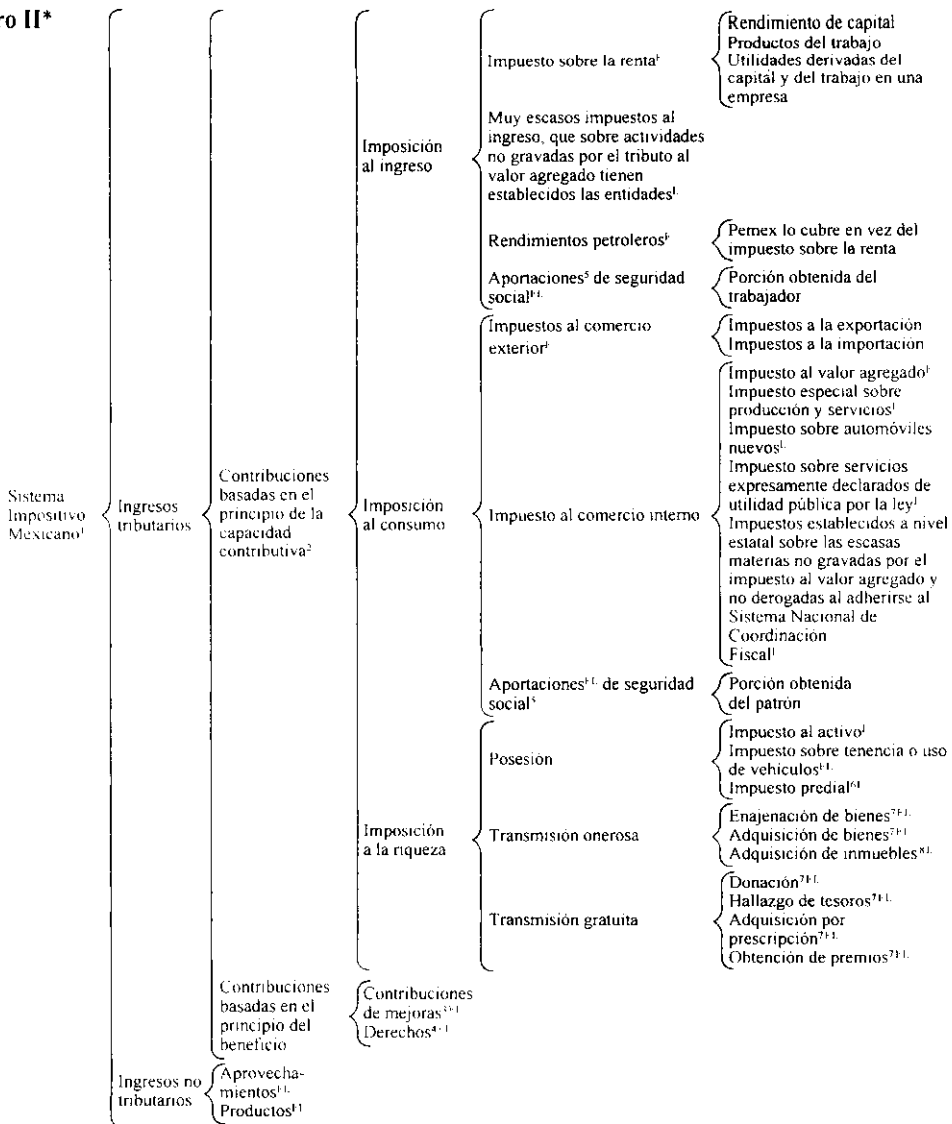 ro II*
Rendimiento de capital
Productos del trabajo
Utilidades derivadas del
capital y del trabajo en una
empresa
Impuesto sobre la renta
Muy escasos impuestos al
ingreso, que sobre actividades
no gravadas por el tributo al
valor agregado tienen
establecidos las entidades
Imposición
al ingreso
Rendimientos petroleros
Pemex lo cubre en vez del
impuesto sobre la renta
Aportaciones⁵ de seguridad
social
Porción obtenida del
trabajador
Impuestos al comercio
exterior
Impuestos a la exportación
Impuestos a la importación
Sistema
Impositivo
Mexicano¹
Ingresos
tributarios
Contribuciones
basadas en el
principio de la
capacidad
contributiva²
Imposición
al consumo
Impuesto al comercio interno
Impuesto al valor agregado
Impuesto especial sobre
producción y servicios
Impuesto sobre automóviles
nuevos
Impuesto sobre servicios
expresamente declarados de
utilidad pública por la ley
Impuestos establecidos a nivel
estatal sobre las escasas
materias no gravadas por el
impuesto al valor agregado y
no derogadas al adherirse al
Sistema Nacional de
Coordinación
Fiscal
Aportaciones de seguridad
social⁵
Porción obtenida
del patrón
Imposición
a la riqueza
Posesión
Impuesto al activo
Impuesto sobre tenencia o uso
de vehículos
Impuesto predial
Transmisión onerosa
Enajenación de bienes
Adquisición de bienes
Adquisición de inmuebles
Transmisión gratuita
Donación
Hallazgo de tesoros
Adquisición por
prescripción
Obtención de premios
Contribuciones
basadas en el
principio del
beneficio
Contribuciones
de mejoras
Derechos
Ingresos no
tributarios
Aprovecha-
mientos
Productos